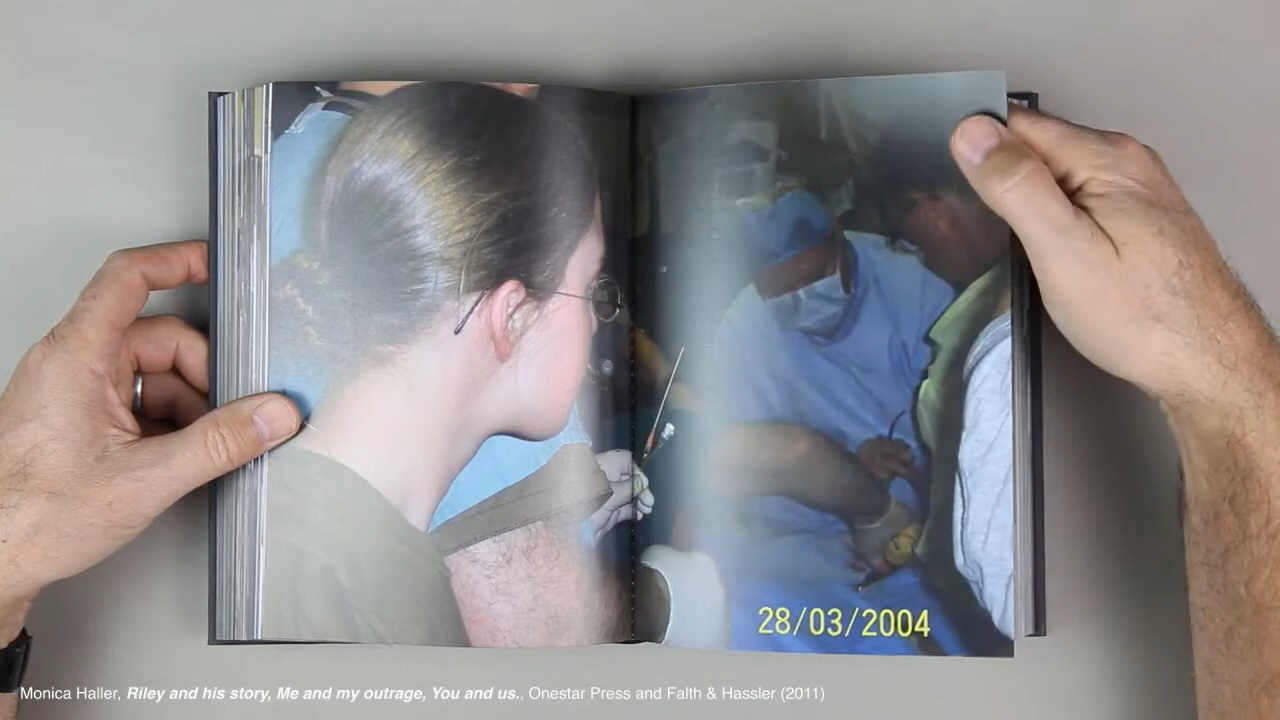 28/03/2004
Monica Haller, Riley and his story, Me and my outrage, You and us., Onestar Press and Falth & Hassler (2011)